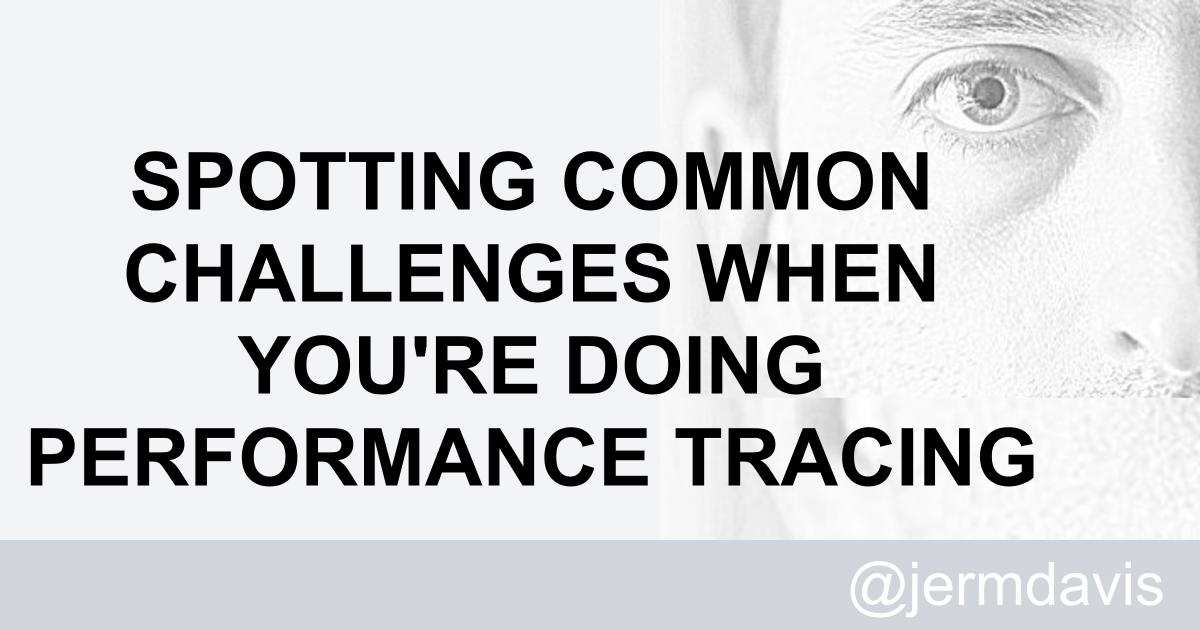 SPOTTING COMMON
CHALLENGES WHEN
YOU'RE DOING
PERFORMANCE TRACING
@jermdavis